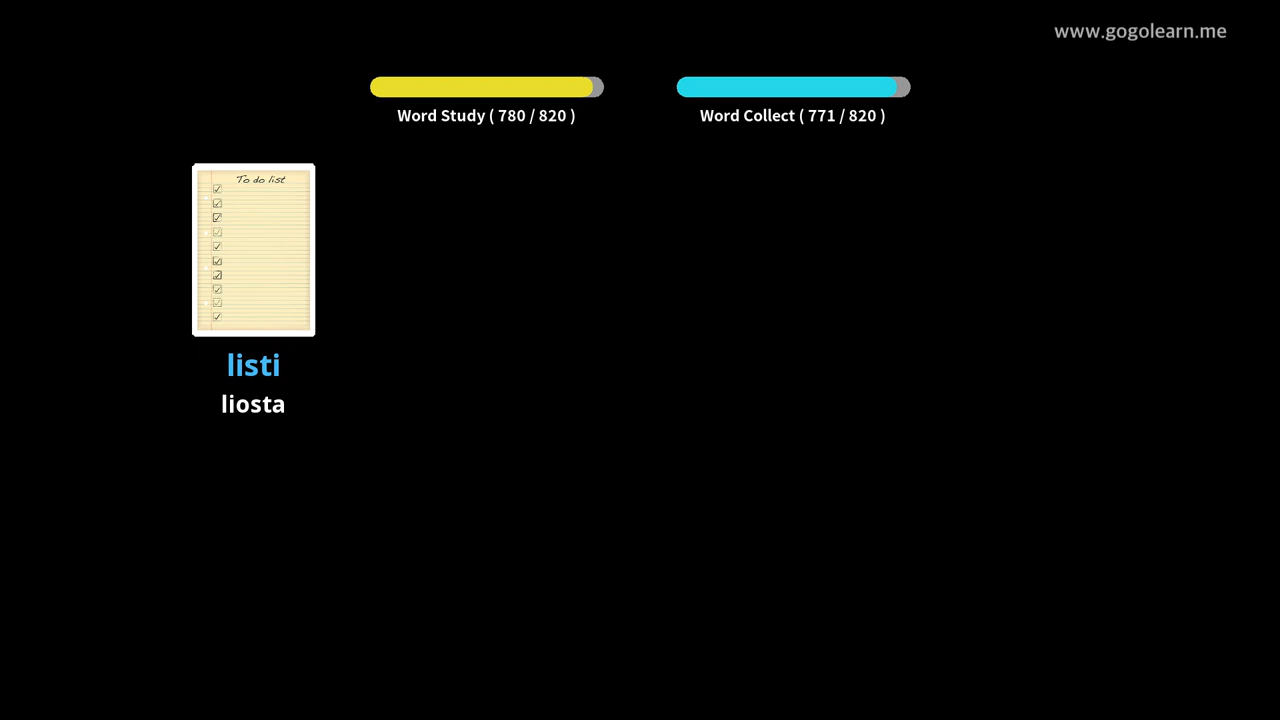 www.gogolearn.me
Word Study ( 780 / 820 )
Word Collect ( 771 / 820 )
To do list
listi
liosta